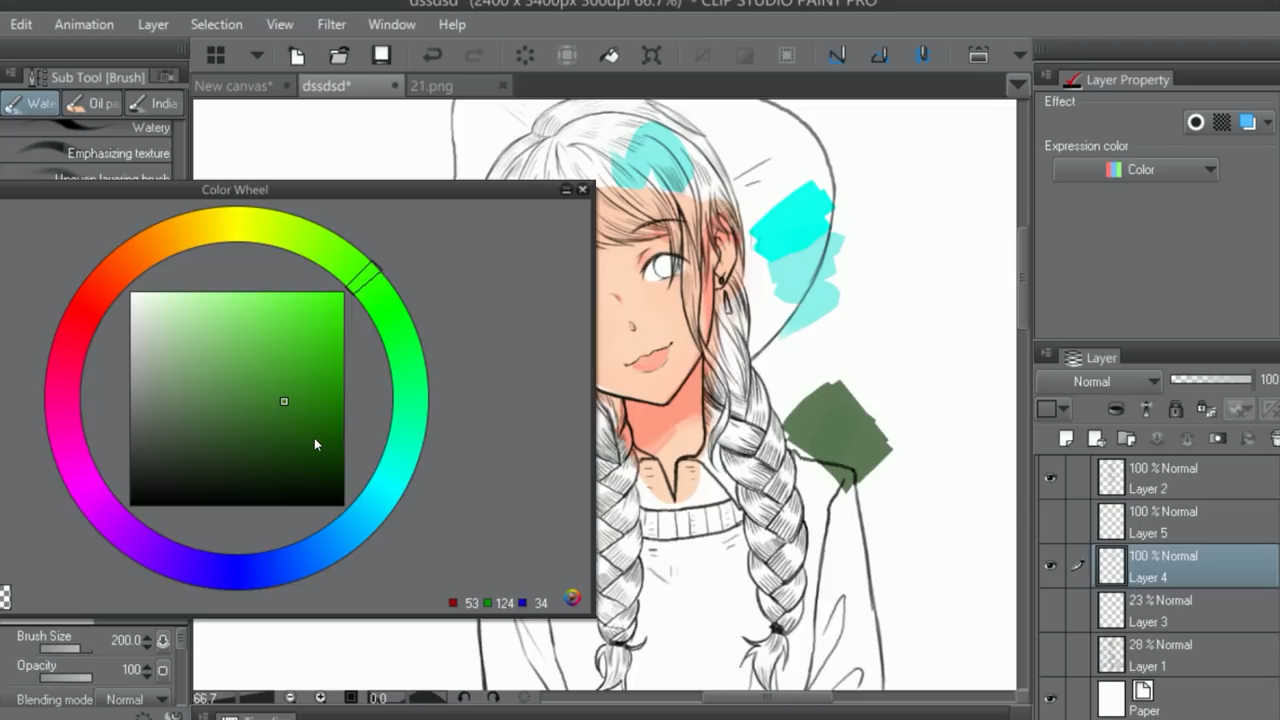 dssdsd* (2400 x 3400px 300dpi 66.7%) - CLIP STUDIO PAINT PRO
Edit Animation Layer Selection View Filter Window Help
Sub Tool [Brush]
New canvas* dssdsd* 21.png
Layer Property
Wate Oil pa India
Effect
Watery
Emphasizing texture
Expression color
Color
Color Wheel
Layer
Normal 100
100 % Normal
Layer 2
100 % Normal
Layer 5
100 % Normal
Layer 4
23 % Normal
Layer 3
28 % Normal
Layer 1
Paper
53 124 34
Brush Size 200.0
Opacity 100
Blending mode Normal
66.7 0.0